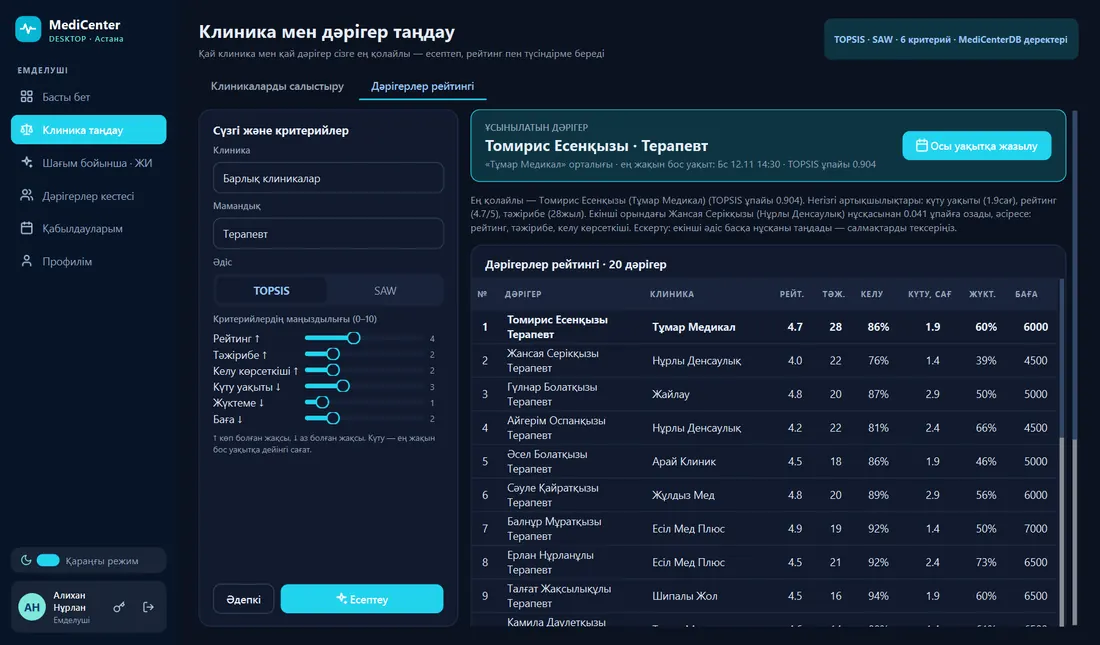 MediCenter
DESKTOP · Астана
ЕМДЕЛУШІ
Басты бет
Клиника таңдау
Шағым бойынша · ЖИ
Дәрігерлер кестесі
Қабылдауларым
Профилім
Қараңғы режим
АН
Алихан
Нұрлан
Емделуші
Клиника мен дәрігер таңдау
Қай клиника мен қай дәрігер сізге ең қолайлы — есептеп, рейтинг пен түсіндірме береді
TOPSIS · SAW · 6 критерий · MediCenterDB деректері
Клиникаларды салыстыру
Дәрігерлер рейтингі
Сүзгі және критерийлер
Клиника
Барлық клиникалар
Мамандық
Терапевт
Әдіс
TOPSIS
SAW
Критерийлердің маңыздылығы (0–10)
Рейтинг ↑ 4
Тәжірибе ↑ 2
Келу көрсеткіші ↑ 2
Күту уақыты ↓ 3
Жүктеме ↓ 1
Баға ↓ 2
↑ көп болған жақсы. ↓ аз болған жақсы. Күту — ең жақын
бос уақытқа дейінгі сағат.
Әдепкі
Есептеу
ҰСЫНЫЛАТЫН ДӘРІГЕР
Томирис Есенқызы · Терапевт
«Тұмар Медикал» орталығы · ең жақын бос уақыт: Бс 12.11 14:30 · TOPSIS ұпайы 0.904
Осы уақытқа жазылу
Ең қолайлы — Томирис Есенқызы (Тұмар Медикал) (TOPSIS ұпайы 0.904). Негізгі артықшылықтары: күту уақыты (1.9сағ), рейтинг
(4.7/5), тәжірибе (28жыл). Екінші орындағы Жансая Серікқызы (Нұрлы Денсаулық) нұсқасынан 0.041 ұпайға озады, әсіресе:
рейтинг, тәжірибе, келу көрсеткіші. Ескерту: екінші әдіс басқа нұсқаны таңдады — салмақтарды тексеріңіз.
Дәрігерлер рейтингі · 20 дәрігер
№ ДӘРІГЕР КЛИНИКА РЕЙТ. ТӘЖ. КЕЛУ КҮТУ, САҒ ЖҮКТ. БАҒА
1 Томирис Есенқызы Терапевт Тұмар Медикал 4.7 28 86% 1.9 60% 6000
2 Жансая Серікқызы Терапевт Нұрлы Денсаулық 4.0 22 76% 1.4 39% 4500
3 Гүлнар Болатқызы Терапевт Жайлау 4.8 20 87% 2.9 50% 5000
4 Айгерім Оспанқызы Терапевт Нұрлы Денсаулық 4.2 22 81% 2.4 66% 4500
5 Әсел Болатқызы Терапевт Арай Клиник 4.5 18 86% 1.9 46% 5000
6 Сәуле Қайратқызы Терапевт Жұлдыз Мед 4.8 20 89% 2.9 56% 6000
7 Балнұр Мұратқызы Терапевт Есіл Мед Плюс 4.9 19 92% 1.4 50% 7000
8 Ерлан Нұрланұлы Терапевт Есіл Мед Плюс 4.5 21 92% 2.4 73% 6500
9 Талғат Жақсылықұлы Терапевт Шипалы Жол 4.5 16 94% 1.9 60% 6500
Камила Даулетқызы